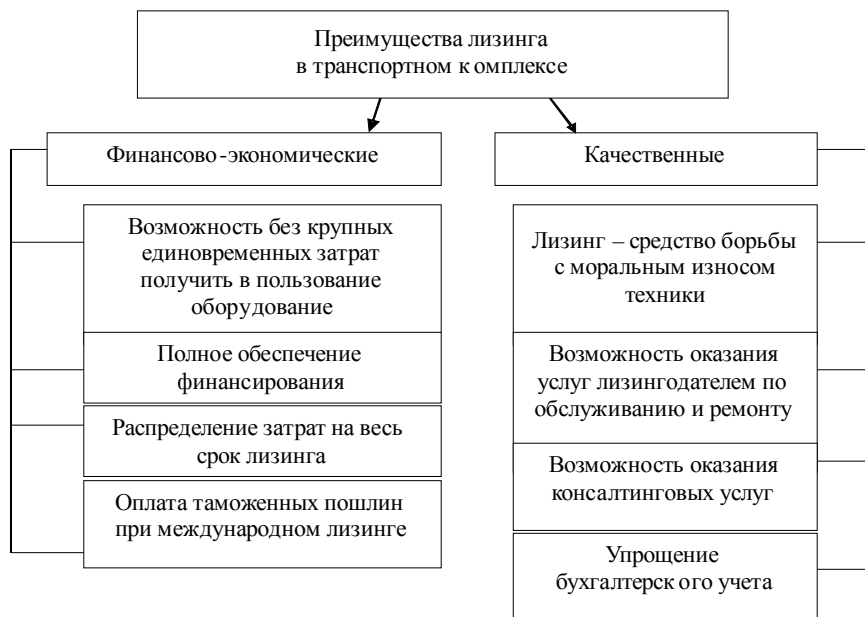 Преимущества лизинга
в транспортном комплексе
Финансово-экономические
Возможность без крупных
единовременных затрат
получить в пользование
оборудование
Полное обеспечение
финансирования
Распределение затрат на весь
срок лизинга
Оплата таможенных пошлин
при международном лизинге
Качественные
Лизинг – средство борьбы
с моральным износом
техники
Возможность оказания
услуг лизингодателем по
обслуживанию и ремонту
Возможность оказания
консалтинговых услуг
Упрощение
бухгалтерского учета